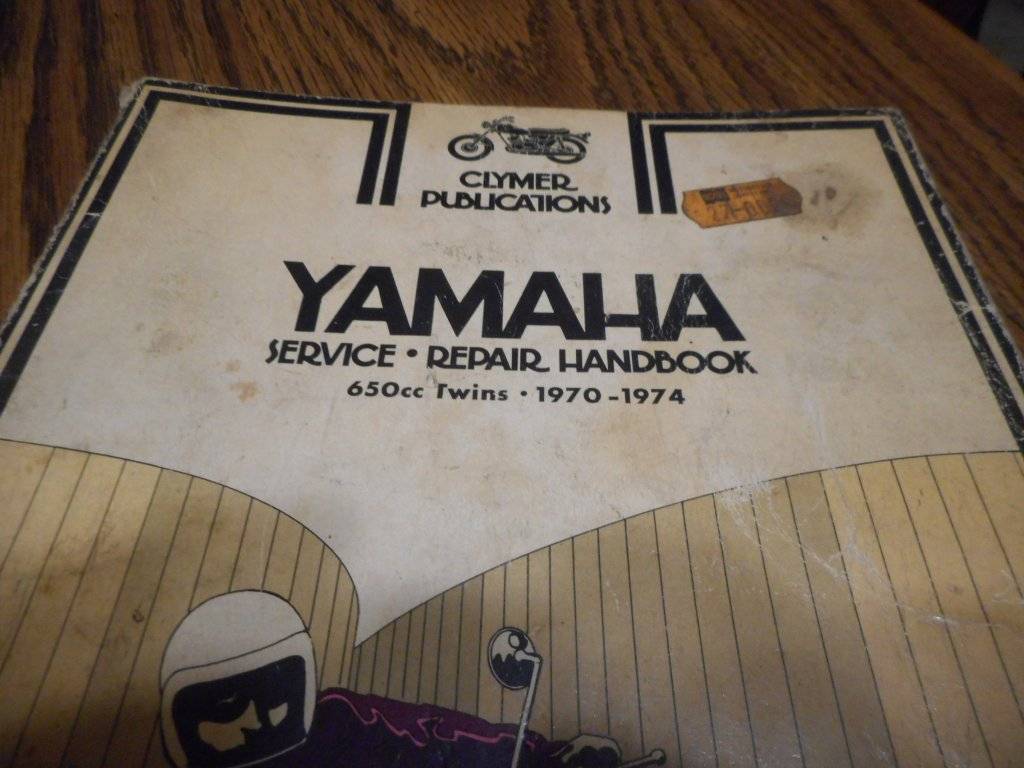 CLYMER
PUBLICATIONS
YAMAHA
SERVICE • REPAIR HANDBOOK
650cc Twins • 1970-1974